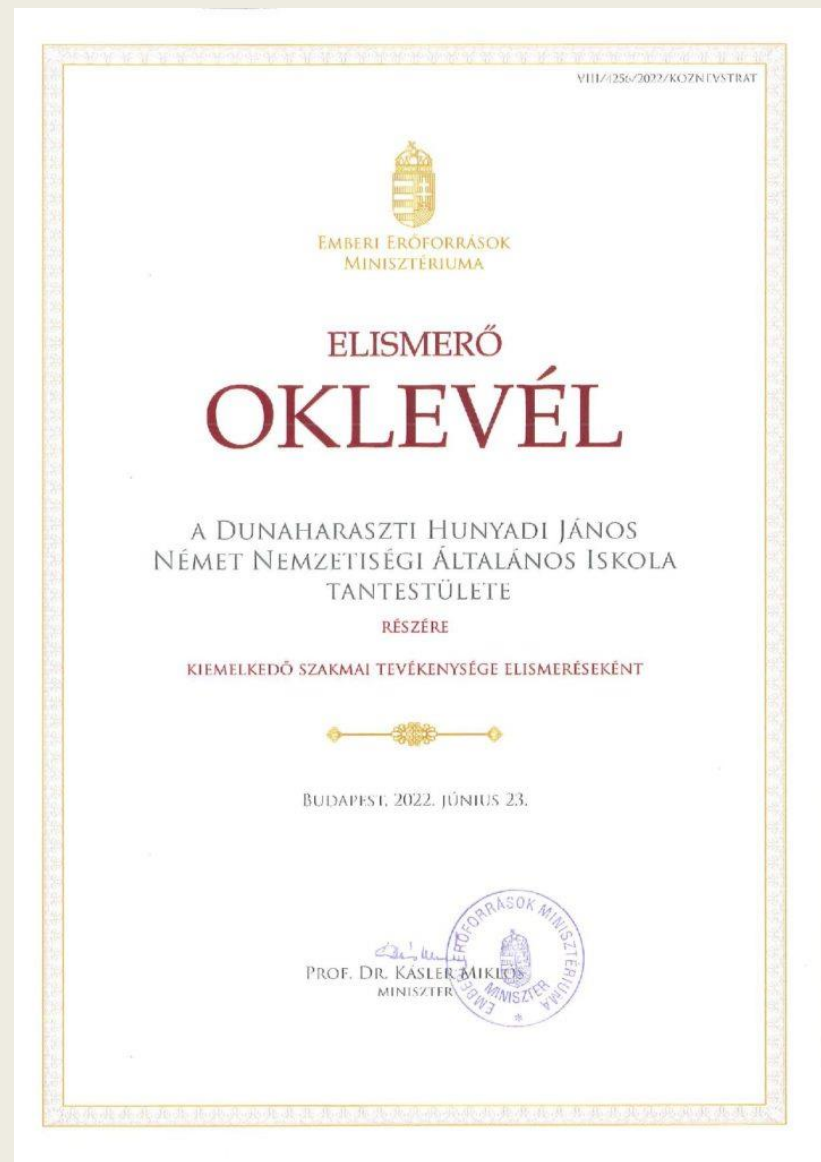 VIII/4256/2022/KOZNEVSTRAT
EMBERI ERŐFORRÁSOK
MINISZTÉRIUMA
ELISMERŐ
OKLEVÉL
A DUNAHARASZTI HUNYADI JÁNOS
NÉMET NEMZETISÉGI ÁLTALÁNOS ISKOLA
TANTESTÜLETE
RÉSZÉRE
KIEMELKEDŐ SZAKMAI TEVÉKENYSÉGE ELISMERÉSEKÉNT
BUDAPEST, 2022. JÚNIUS 23.
PROF. DR. KÁSLER MIKLÓS
MINISZTER
EMBERI ERŐFORRÁSOK MINISZTÉRIUMA
MINISZTER
*